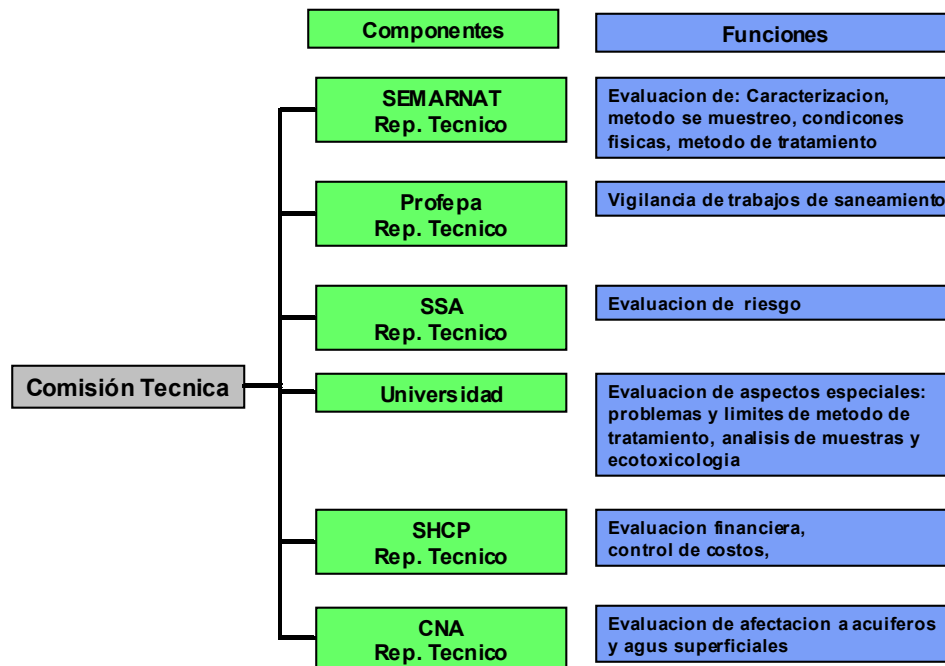 Componentes
Funciones
SEMARNAT
Rep. Tecnico
Evaluacion de: Caracterizacion,
metodo se muestreo, condicones
fisicas, metodo de tratamiento
Profepa
Rep. Tecnico
Vigilancia de trabajos de saneamiento
SSA
Rep. Tecnico
Evaluacion de riesgo
Comisión Tecnica
Universidad
Evaluacion de aspectos especiales:
problemas y limites de metodo de
tratamiento, analisis de muestras y
ecotoxicologia
SHCP
Rep. Tecnico
Evaluacion financiera,
control de costos,
CNA
Rep. Tecnico
Evaluacion de afectacion a acuiferos
y agus superficiales